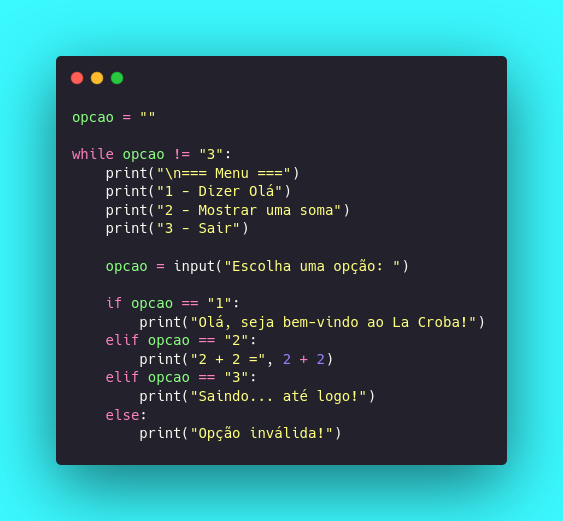 opcao = ""

while opcao != "3":
    print("\n=== Menu ===")
    print("1 - Dizer Olá")
    print("2 - Mostrar uma soma")
    print("3 - Sair")

    opcao = input("Escolha uma opção: ")

    if opcao == "1":
        print("Olá, seja bem-vindo ao La Croba!")
    elif opcao == "2":
        print("2 + 2 =", 2 + 2)
    elif opcao == "3":
        print("Saindo... até logo!")
    else:
        print("Opção inválida!")